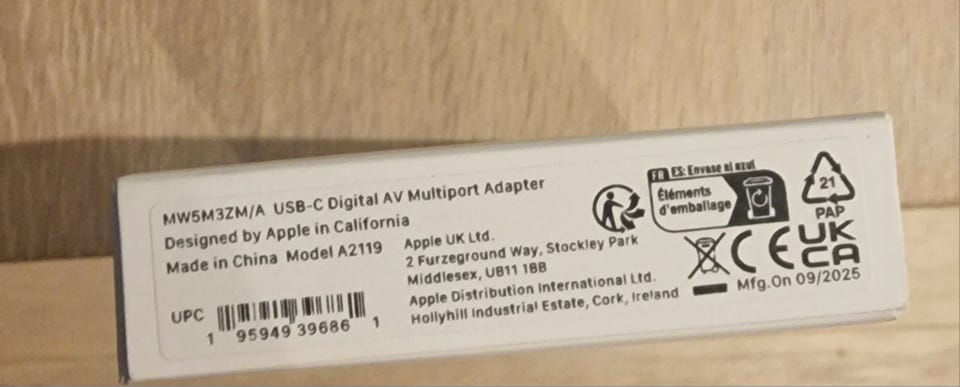 MW5M3ZM/A USB-C Digital AV Multiport Adapter
Designed by Apple in California
Made in China Model A2119
UPC
1 95949 39686 1
Apple UK Ltd.
2 Furzeground Way, Stockley Park
Middlesex, UB11 1BB
Apple Distribution International Ltd.
Hollyhill Industrial Estate, Cork, Ireland
FR ES: Envase al azul
Éléments
d'emballage
21
PAP
CE
UK
CA
Mfg.On 09/2025